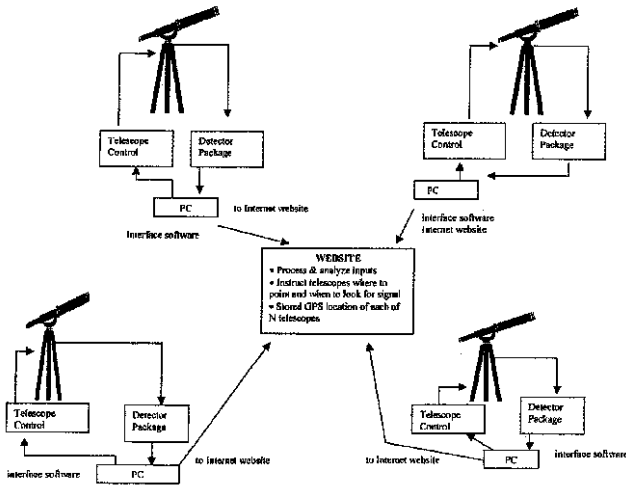 Telescope
Control
Detector
Package
PC
to Internet website
Interface software
Telescope
Control
Detector
Package
PC
Interface software
Internet website
WEBSITE
• Process & analyze inputs
• Instruct telescopes where to
point and when to look for signal
• Stored GPS location of each of
N telescopes
Telescope
Control
Detector
Package
interface software
PC
to Internet website
Telescope
Control
Detector
Package
to Internet website
PC
interface software